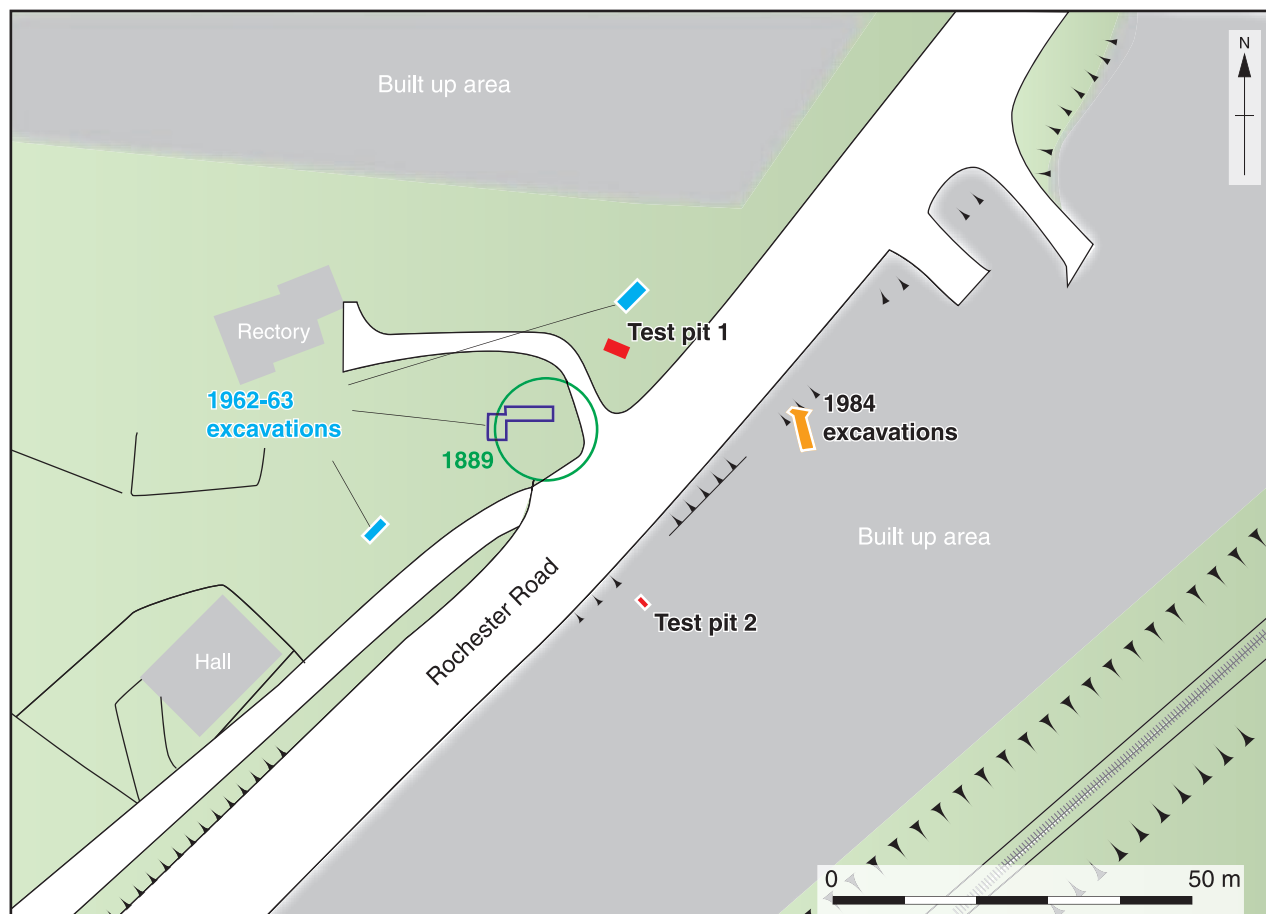 Built up area
N
Rectory
Test pit 1
1962-63
excavations
1984
excavations
1889
Built up area
Rochester Road
Test pit 2
Hall
0 50 m